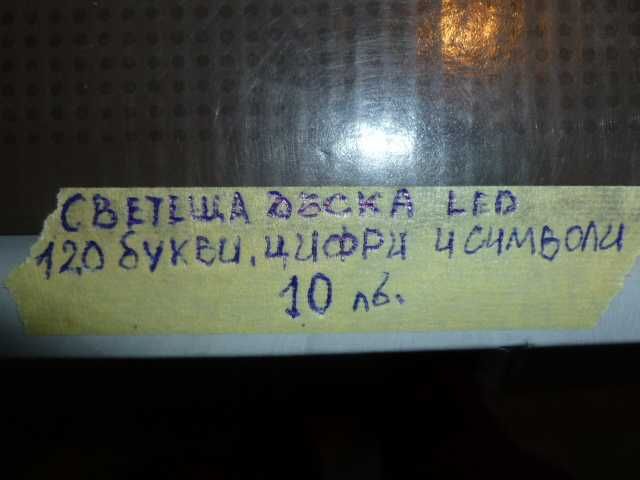 СВЕТЕЩА ДЪСКА LED
120 БУКВИ, ЦИФРИ И СИМВОЛИ
10 лв.